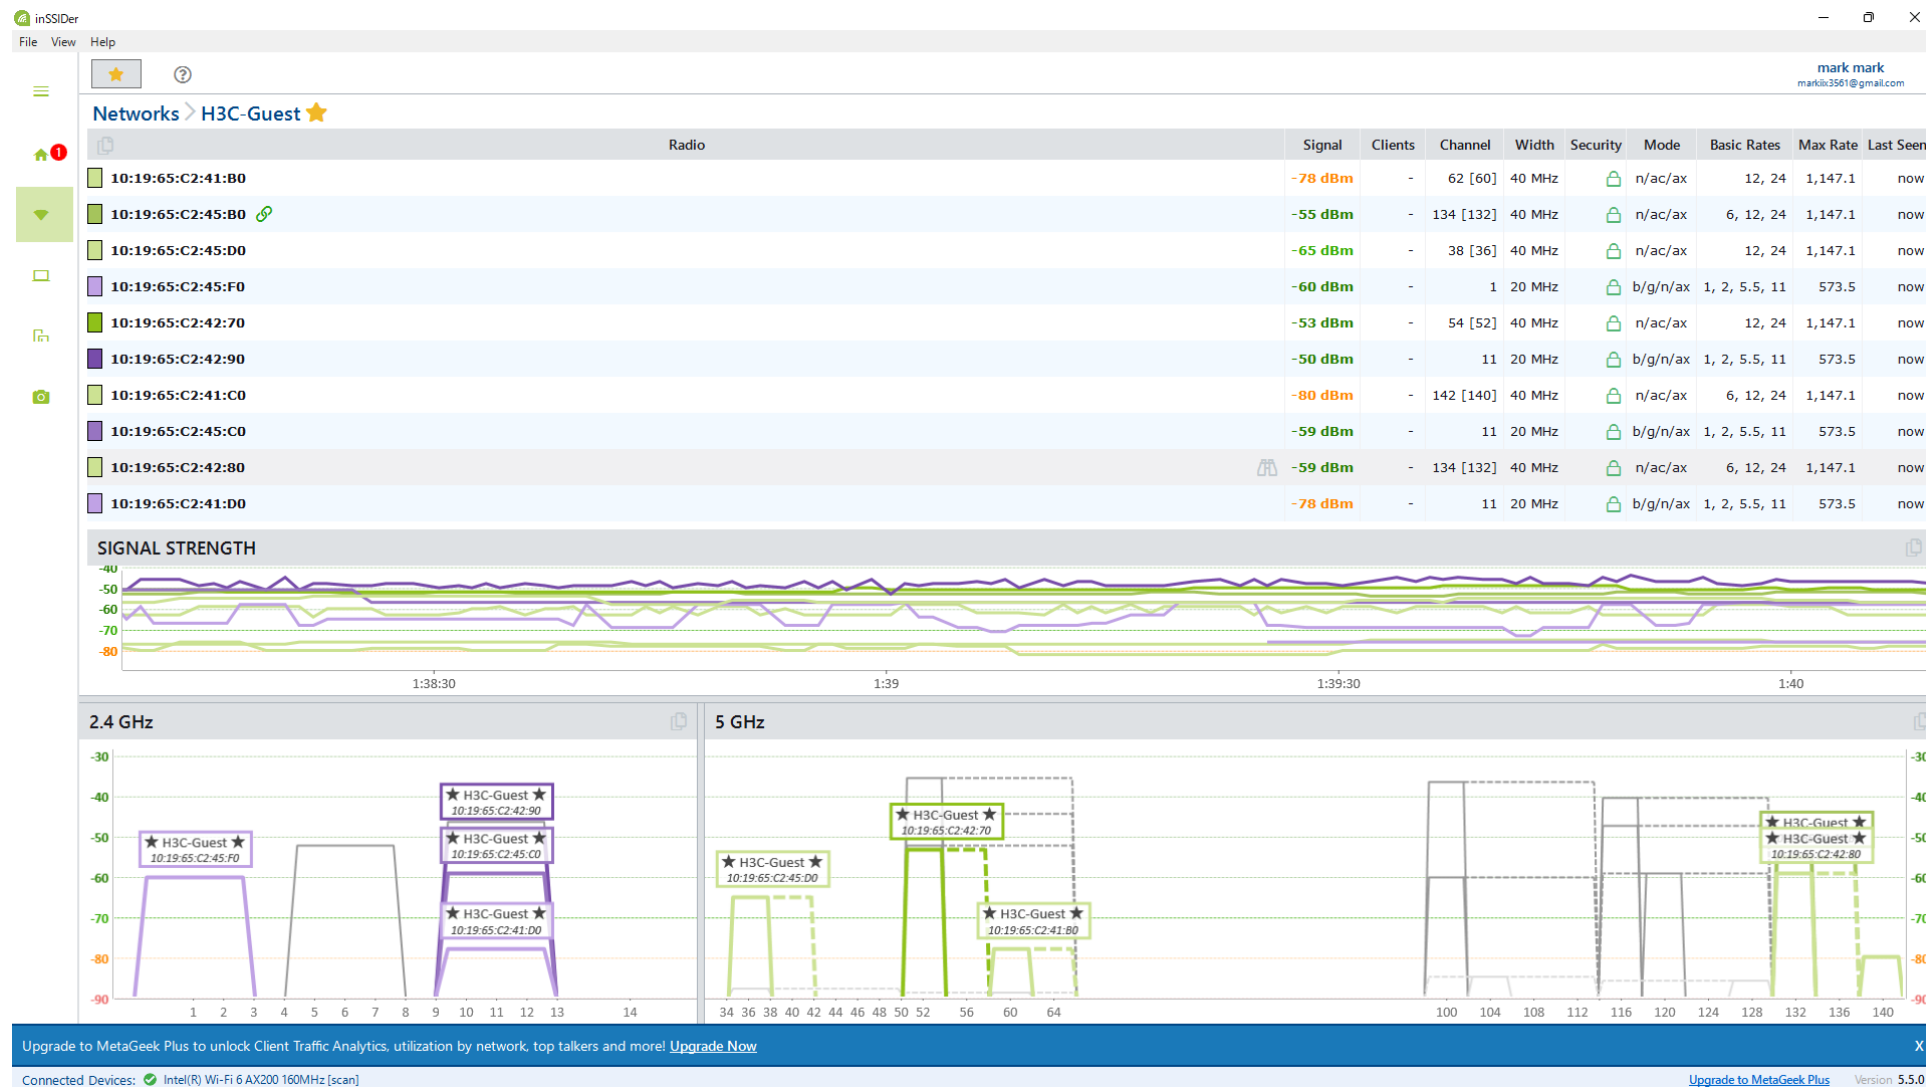 inSSIDer
File View Help
mark mark
markiix3561@gmail.com
Networks H3C-Guest
1
Radio Signal Clients Channel Width Security Mode Basic Rates Max Rate Last Seen
10:19:65:C2:41:B0 -78 dBm - 62 [60] 40 MHz n/ac/ax 12, 24 1,147.1 now
10:19:65:C2:45:B0 -55 dBm - 134 [132] 40 MHz n/ac/ax 6, 12, 24 1,147.1 now
10:19:65:C2:45:D0 -65 dBm - 38 [36] 40 MHz n/ac/ax 12, 24 1,147.1 now
10:19:65:C2:45:F0 -60 dBm - 1 20 MHz b/g/n/ax 1, 2, 5.5, 11 573.5 now
10:19:65:C2:42:70 -53 dBm - 54 [52] 40 MHz n/ac/ax 12, 24 1,147.1 now
10:19:65:C2:42:90 -50 dBm - 11 20 MHz b/g/n/ax 1, 2, 5.5, 11 573.5 now
10:19:65:C2:41:C0 -80 dBm - 142 [140] 40 MHz n/ac/ax 6, 12, 24 1,147.1 now
10:19:65:C2:45:C0 -59 dBm - 11 20 MHz b/g/n/ax 1, 2, 5.5, 11 573.5 now
10:19:65:C2:42:80 -59 dBm - 134 [132] 40 MHz n/ac/ax 6, 12, 24 1,147.1 now
10:19:65:C2:41:D0 -78 dBm - 11 20 MHz b/g/n/ax 1, 2, 5.5, 11 573.5 now
SIGNAL STRENGTH
-40
-50
-60
-70
-80
1:38:30 1:39 1:39:30 1:40
2.4 GHz
-30
-40
-50
-60
-70
-80
-90
★ H3C-Guest ★
10:19:65:C2:45:F0
★ H3C-Guest ★
10:19:65:C2:42:90
★ H3C-Guest ★
10:19:65:C2:45:C0
★ H3C-Guest ★
10:19:65:C2:41:D0
1 2 3 4 5 6 7 8 9 10 11 12 13 14
5 GHz
★ H3C-Guest ★
10:19:65:C2:45:D0
★ H3C-Guest ★
10:19:65:C2:42:70
★ H3C-Guest ★
10:19:65:C2:41:B0
★ H3C-Guest ★
★ H3C-Guest ★
10:19:65:C2:42:80
34 36 38 40 42 44 46 48 50 52 56 60 64 100 104 108 112 116 120 124 128 132 136 140
Upgrade to MetaGeek Plus to unlock Client Traffic Analytics, utilization by network, top talkers and more! Upgrade Now X
Connected Devices: Intel(R) Wi-Fi 6 AX200 160MHz [scan] Upgrade to MetaGeek Plus Version 5.5.0